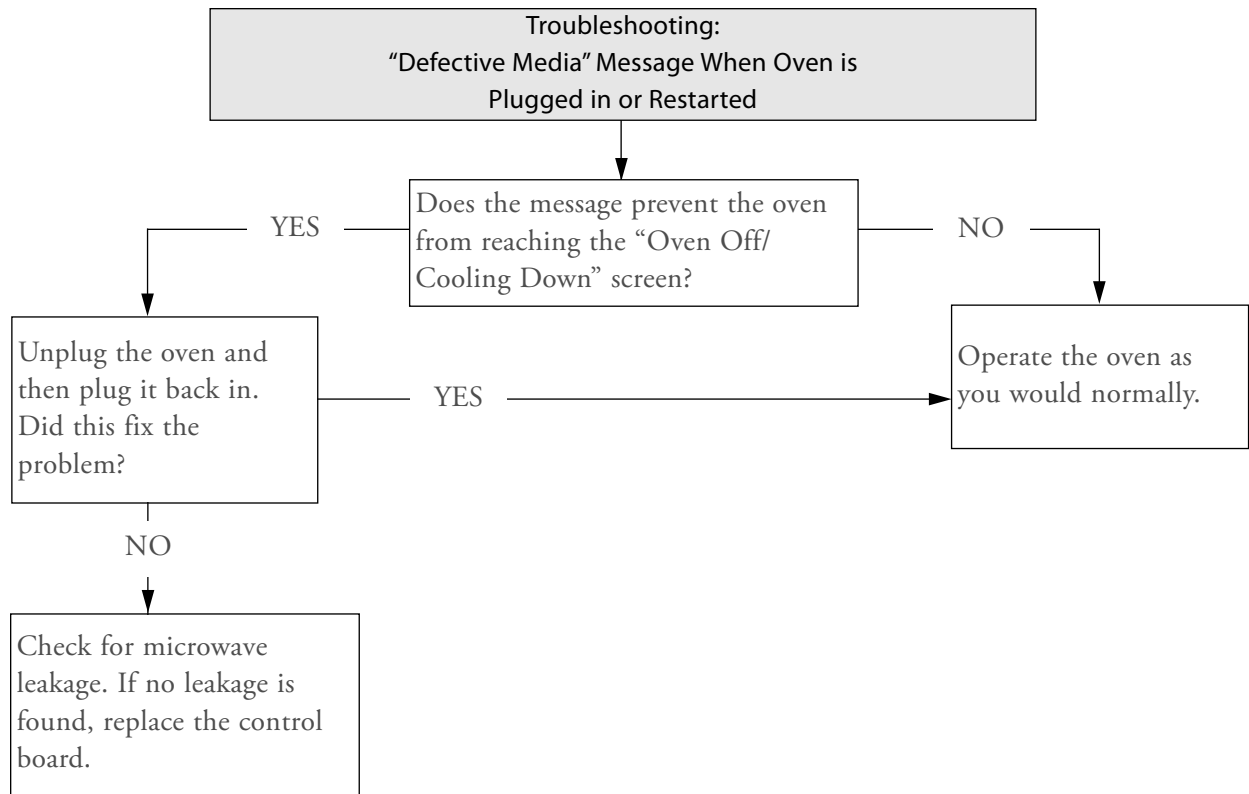 Troubleshooting:
“Defective Media” Message When Oven is
Plugged in or Restarted
Does the message prevent the oven
from reaching the “Oven Off/
Cooling Down” screen?
YES
NO
Unplug the oven and
then plug it back in.
Did this fix the
problem?
YES
Operate the oven as
you would normally.
NO
Check for microwave
leakage. If no leakage is
found, replace the control
board.